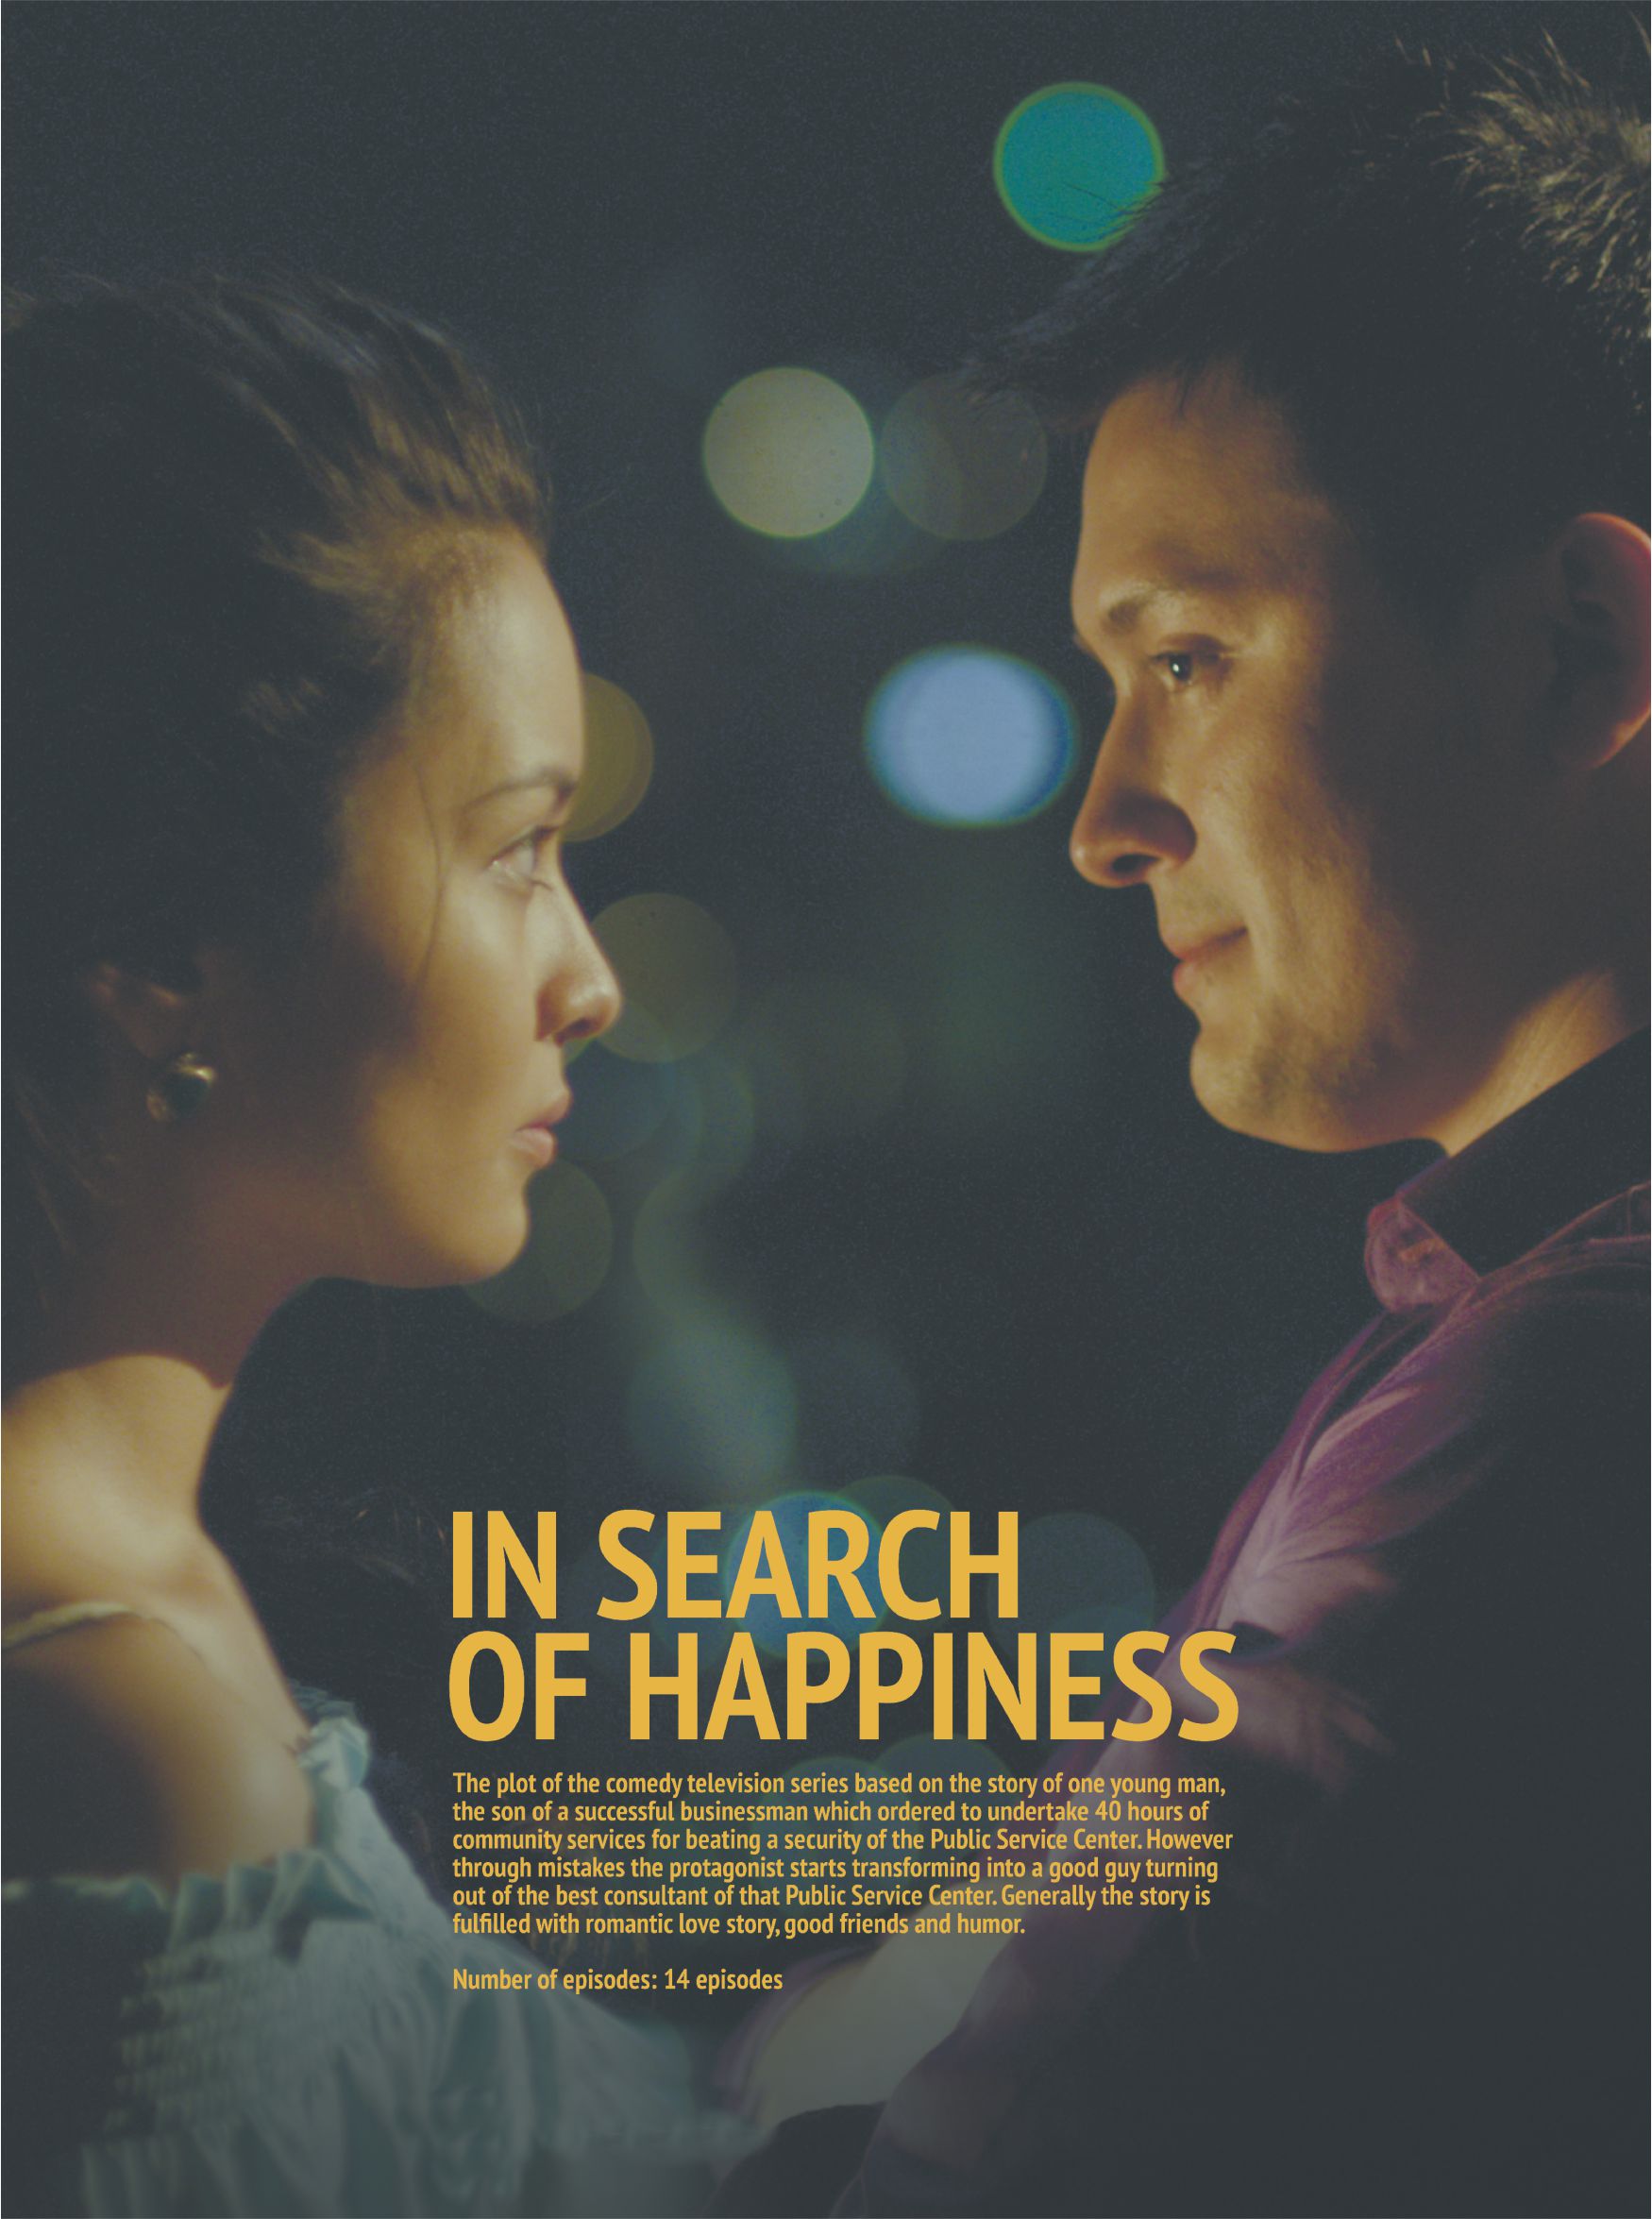 IN SEARCH
OF HAPPINESS
The plot of the comedy television series based on the story of one young man,
the son of a successful businessman which ordered to undertake 40 hours of
community services for beating a security of the Public Service Center. However
through mistakes the protagonist starts transforming into a good guy turning
out of the best consultant of that Public Service Center. Generally the story is
fulfilled with romantic love story, good friends and humor.
Number of episodes: 14 episodes